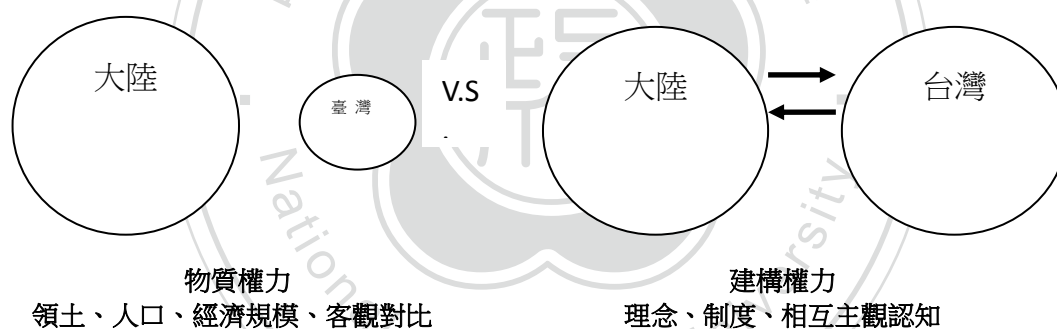 大陸
臺 灣
V.S
.
大陸
台灣
物質權力
領土、人口、經濟規模、客觀對比
建構權力
理念、制度、相互主觀認知
Nation
rsity